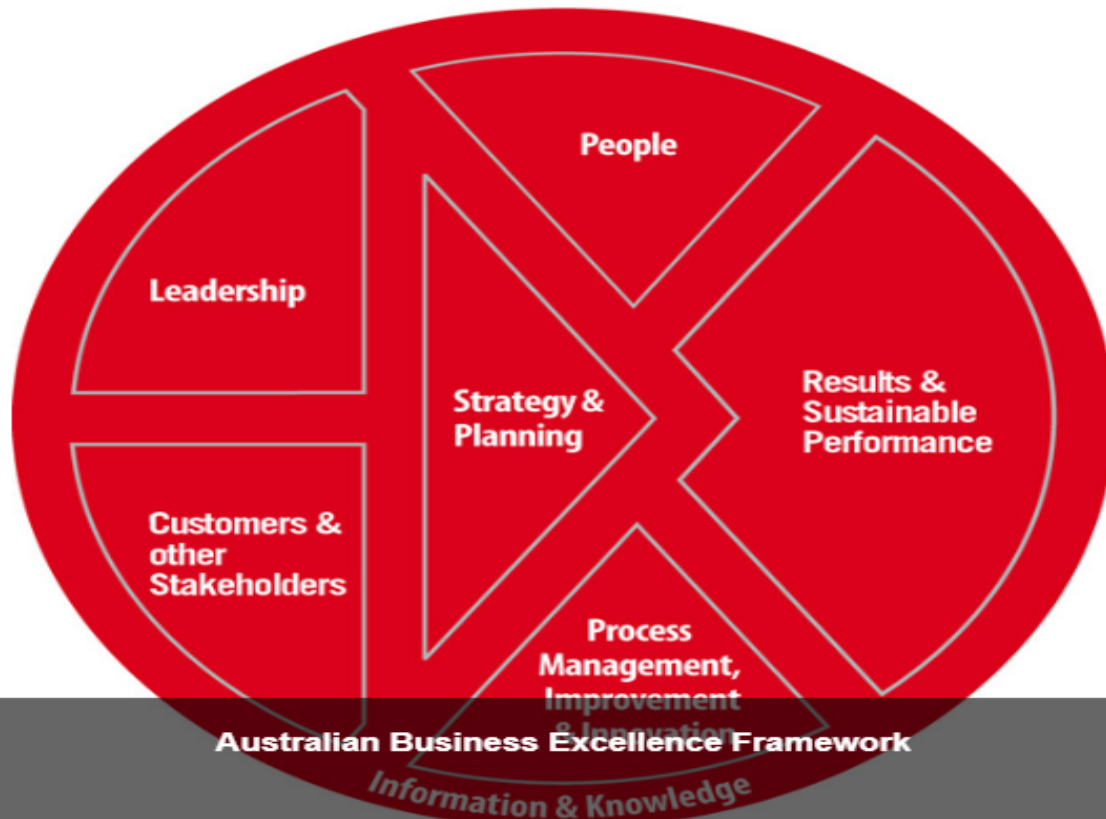 People
Leadership
Strategy &
Planning
Results &
Sustainable
Performance
Customers &
other
Stakeholders
Process
Management,
Improvement
& Innovation
Australian Business Excellence Framework
Information & Knowledge